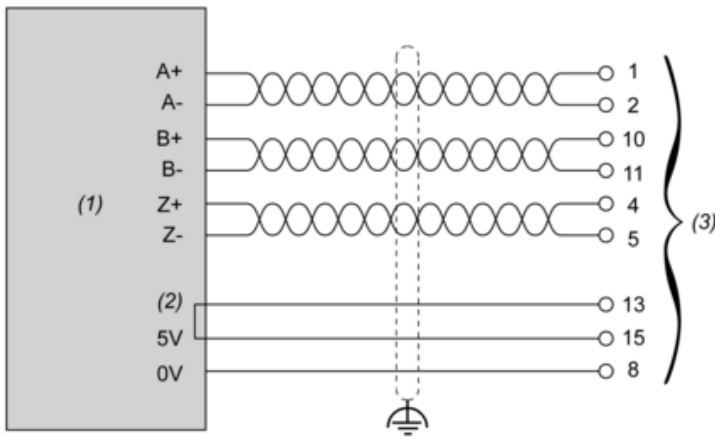 A+ 1
A- 2
B+ 10
B- 11
(1) Z+ 4 (3)
Z- 5
(2) 13
5V 15
0V 8